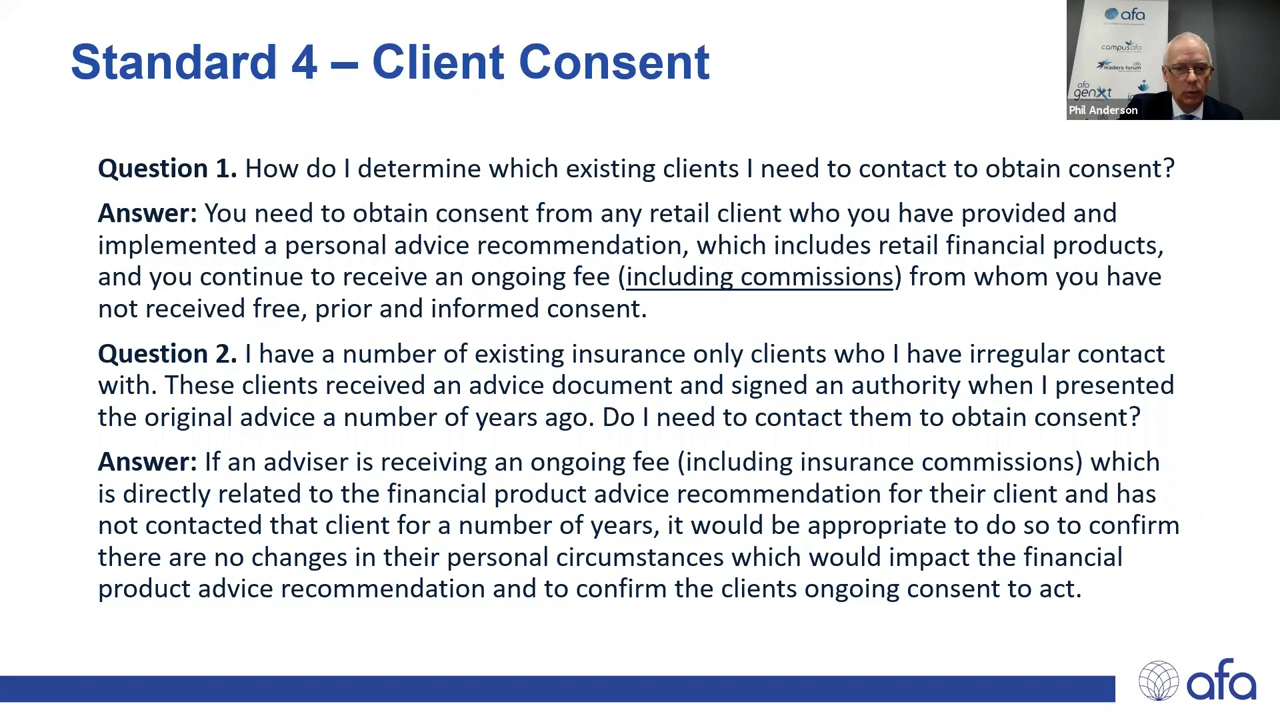 Standard 4 – Client Consent
afa
campusafa
afa
leaders forum
afa
genxt
Phil Anderson
Question 1. How do I determine which existing clients I need to contact to obtain consent?
Answer: You need to obtain consent from any retail client who you have provided and
implemented a personal advice recommendation, which includes retail financial products,
and you continue to receive an ongoing fee (including commissions) from whom you have
not received free, prior and informed consent.
Question 2. I have a number of existing insurance only clients who I have irregular contact
with. These clients received an advice document and signed an authority when I presented
the original advice a number of years ago. Do I need to contact them to obtain consent?
Answer: If an adviser is receiving an ongoing fee (including insurance commissions) which
is directly related to the financial product advice recommendation for their client and has
not contacted that client for a number of years, it would be appropriate to do so to confirm
there are no changes in their personal circumstances which would impact the financial
product advice recommendation and to confirm the clients ongoing consent to act.
afa